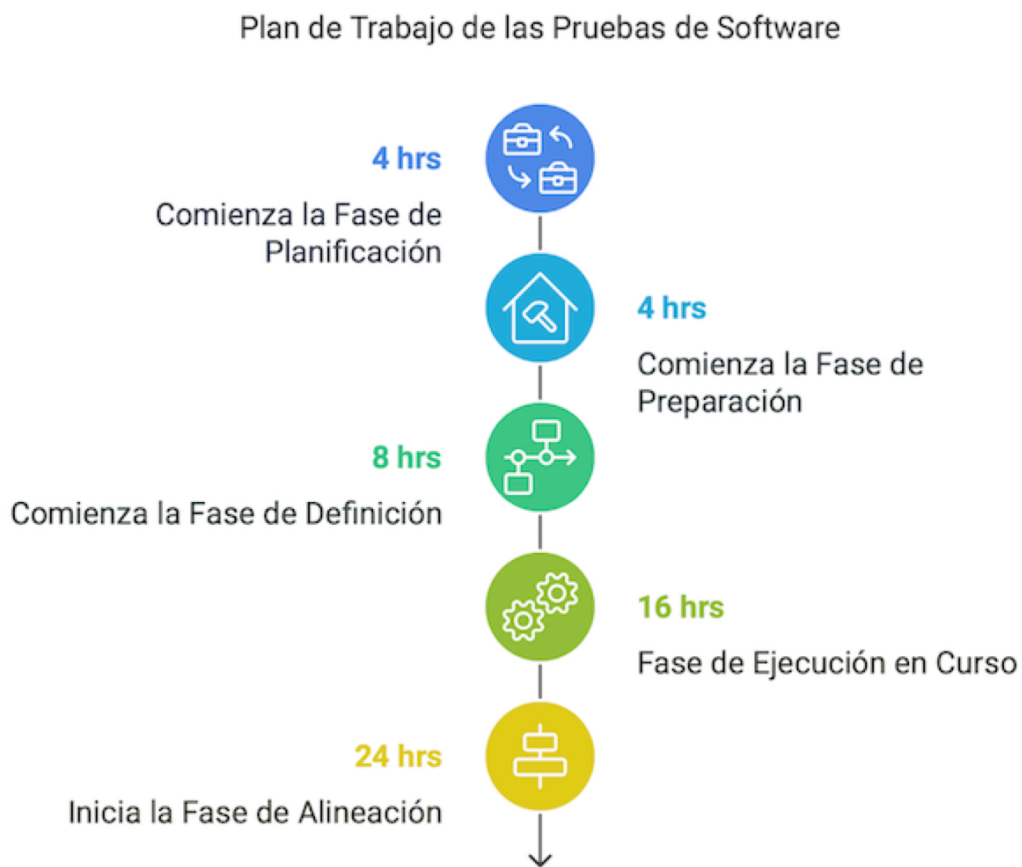 Plan de Trabajo de las Pruebas de Software
4 hrs
Comienza la Fase de
Planificación
4 hrs
Comienza la Fase de
Preparación
8 hrs
Comienza la Fase de Definición
16 hrs
Fase de Ejecución en Curso
24 hrs
Inicia la Fase de Alineación